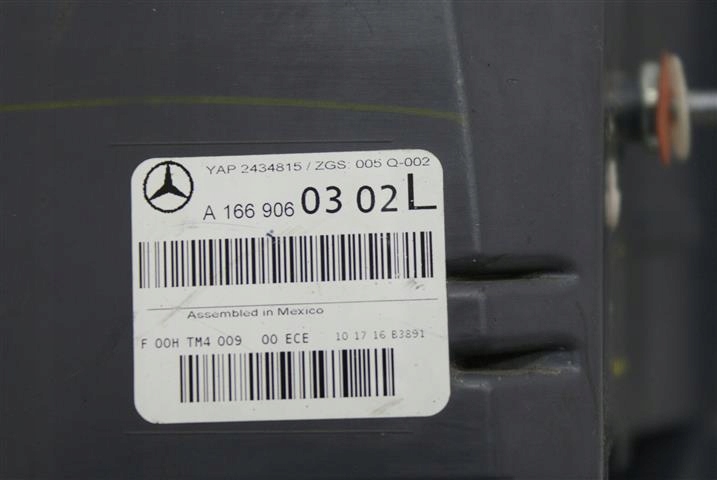 YAP 2434815 / ZGS: 005 Q-002
A 166 906 03 02 L
Assembled in Mexico
F 00H TM4 009 00 ECE 10 17 16 B3891